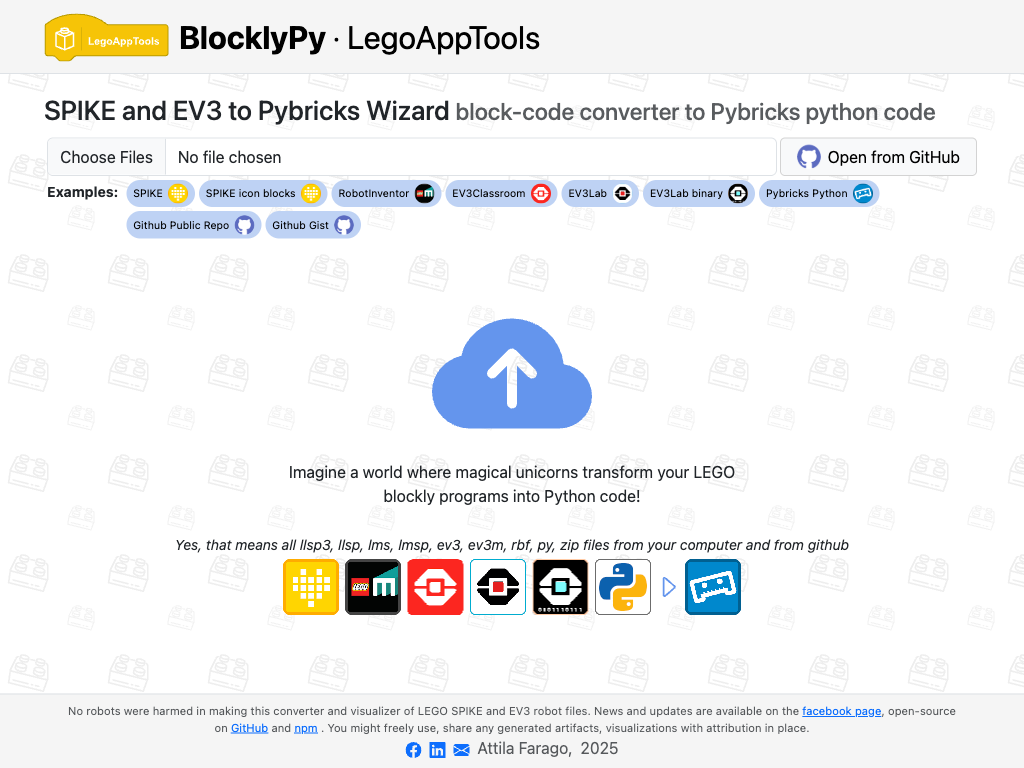 LegoAppTools
BlocklyPy · LegoAppTools
SPIKE and EV3 to Pybricks Wizard block-code converter to Pybricks python code
Choose Files No file chosen Open from GitHub
Examples: SPIKE SPIKE icon blocks RobotInventor EV3Classroom EV3Lab EV3Lab binary Pybricks Python
Github Public Repo Github Gist
Imagine a world where magical unicorns transform your LEGO
blockly programs into Python code!
Yes, that means all llsp3, llsp, lms, lmsp, ev3, ev3m, rbf, py, zip files from your computer and from github
LEGO m
0101110111
No robots were harmed in making this converter and visualizer of LEGO SPIKE and EV3 robot files. News and updates are available on the facebook page, open-source
on GitHub and npm . You might freely use, share any generated artifacts, visualizations with attribution in place.
Attila Farago, 2025